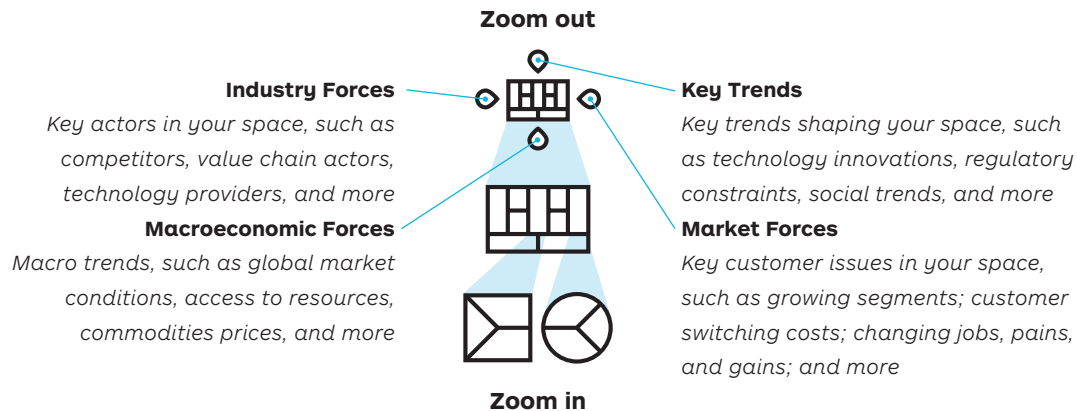 Zoom out
Industry Forces
Key actors in your space, such as
competitors, value chain actors,
technology providers, and more
Macroeconomic Forces
Macro trends, such as global market
conditions, access to resources,
commodities prices, and more
Key Trends
Key trends shaping your space, such
as technology innovations, regulatory
constraints, social trends, and more
Market Forces
Key customer issues in your space,
such as growing segments; customer
switching costs; changing jobs, pains,
and gains; and more
Zoom in